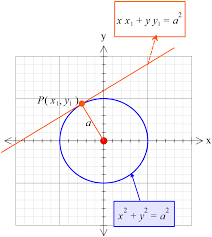 x x₁ + y y₁ = a²
y
P( x₁, y₁ )
a
x
x² + y² = a²